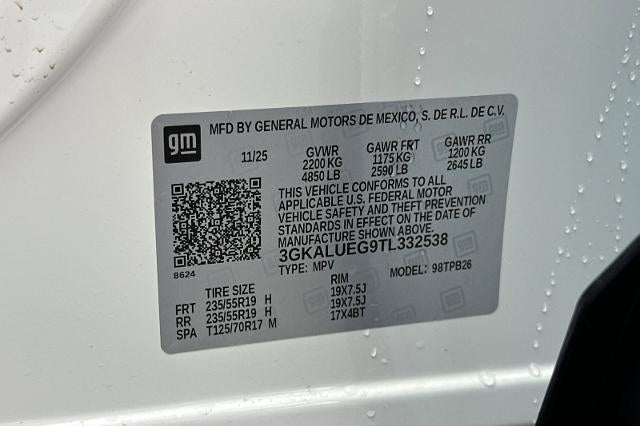 gm
MFD BY GENERAL MOTORS DE MEXICO, S. DE R.L. DE C.V.
11/25 GVWR GAWR FRT GAWR RR
2200 KG 1175 KG 1200 KG
4850 LB 2590 LB 2645 LB
THIS VEHICLE CONFORMS TO ALL
APPLICABLE U.S. FEDERAL MOTOR
VEHICLE SAFETY AND THEFT PREVENTION
STANDARDS IN EFFECT ON THE DATE OF
MANUFACTURE SHOWN ABOVE.
3GKALUEG9TL332538
8624
TYPE: MPV MODEL: 98TPB26
TIRE SIZE RIM
FRT 235/55R19 H 19X7.5J
RR 235/55R19 H 19X7.5J
SPA T125/70R17 M 17X4BT